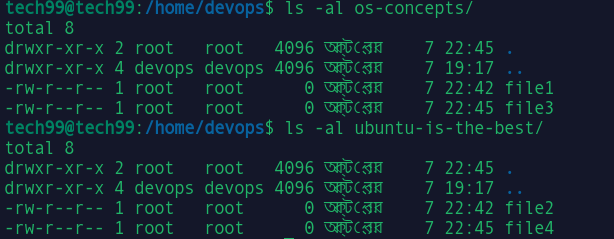 tech99@tech99:/home/devops$ ls -al os-concepts/
total 8
drwxr-xr-x 2 root   root   4096 অক্টোবর    7 22:45 .
drwxr-xr-x 4 devops devops 4096 অক্টোবর    7 19:17 ..
-rw-r--r-- 1 root   root      0 অক্টোবর    7 22:42 file1
-rw-r--r-- 1 root   root      0 অক্টোবর    7 22:45 file3
tech99@tech99:/home/devops$ ls -al ubuntu-is-the-best/
total 8
drwxr-xr-x 2 root   root   4096 অক্টোবর    7 22:45 .
drwxr-xr-x 4 devops devops 4096 অক্টোবর    7 19:17 ..
-rw-r--r-- 1 root   root      0 অক্টোবর    7 22:42 file2
-rw-r--r-- 1 root   root      0 অক্টোবর    7 22:45 file4